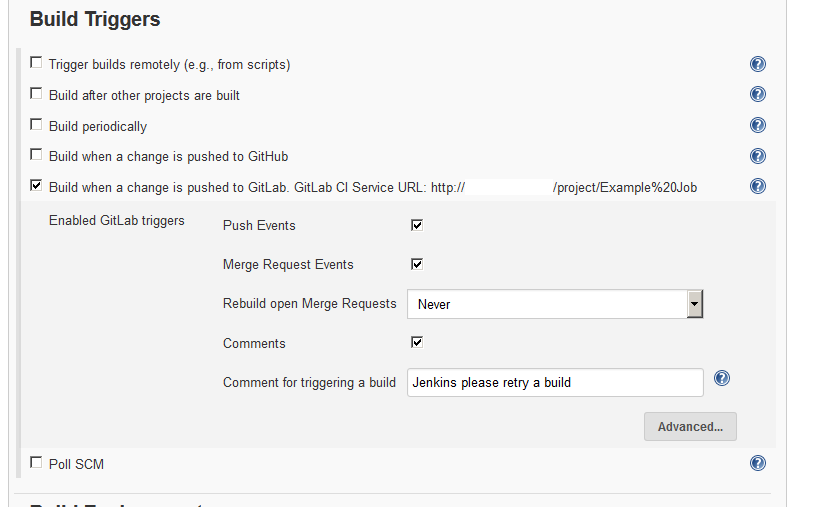 Build Triggers
Trigger builds remotely (e.g., from scripts)
Build after other projects are built
Build periodically
Build when a change is pushed to GitHub
Build when a change is pushed to GitLab. GitLab CI Service URL: http:// /project/Example%20Job
Enabled GitLab triggers
Push Events
Merge Request Events
Rebuild open Merge Requests Never
Comments
Comment for triggering a build Jenkins please retry a build
Advanced...
Poll SCM